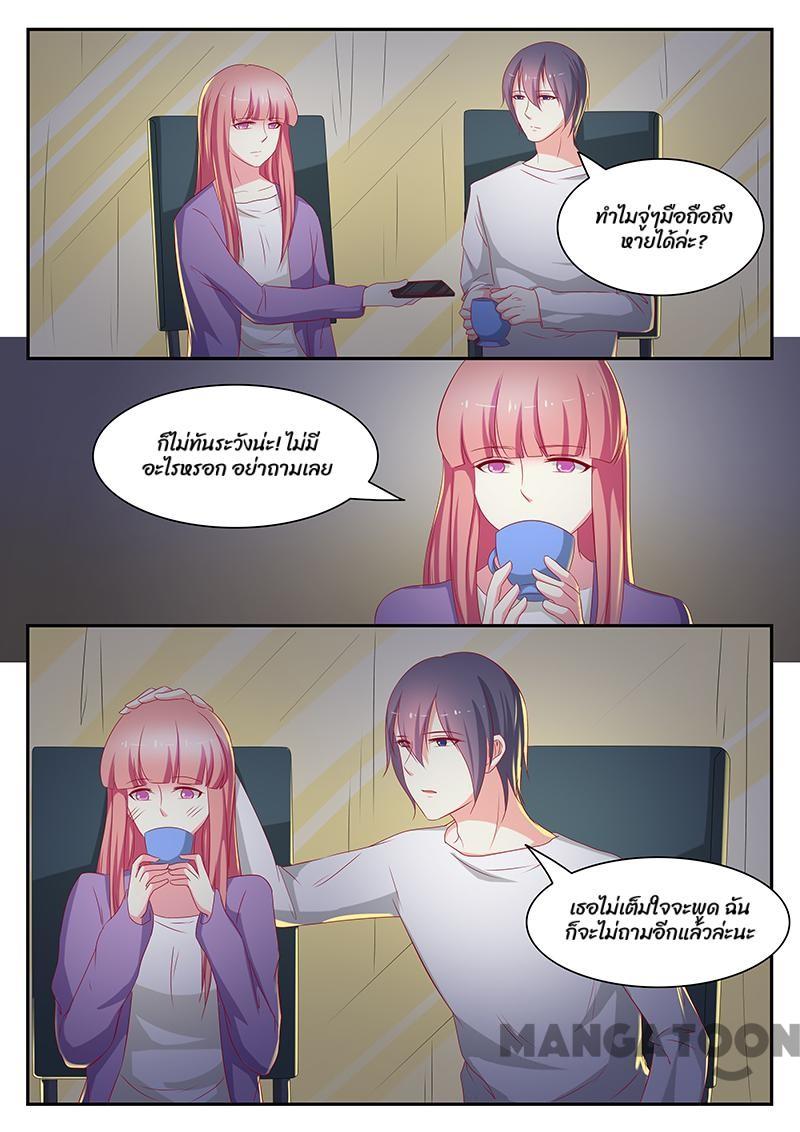 ทำไมจู่ๆมือถือถึง
หายได้ล่ะ?
ก็ไม่ทันระวังน่ะ! ไม่มี
อะไรหรอก อย่าถามเลย
เธอไม่เต็มใจจะพูด ฉัน
ก็จะไม่ถามอีกแล้วล่ะนะ
MANGATOON